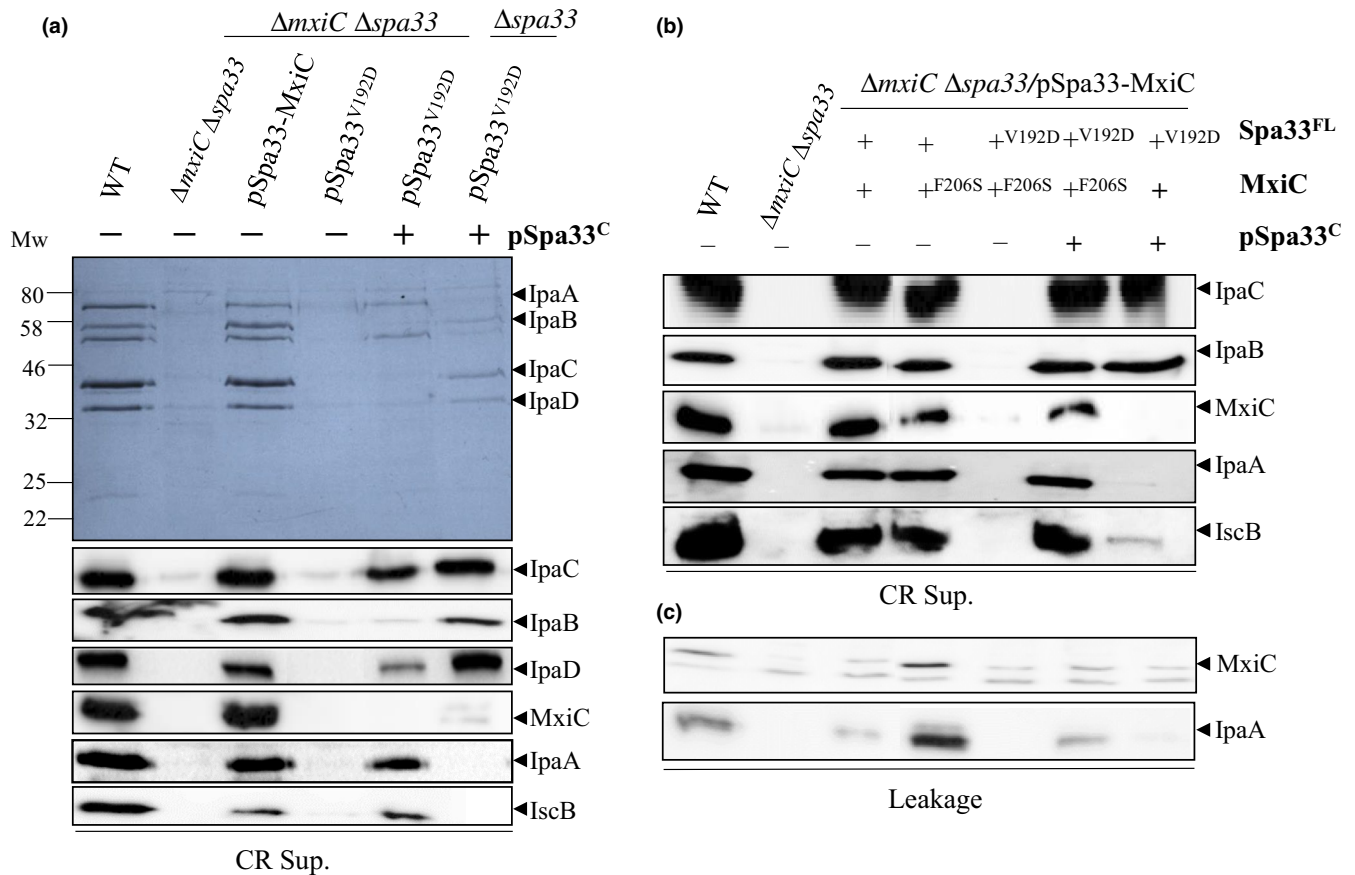 (a)
ΔmxiC Δspa33
Δspa33
WT
ΔmxiC Δspa33
pSpa33-MxiC
pSpa33V192D
pSpa33V192D
pSpa33V192D
− − − − + + pSpa33C
Mw
80
58
46
32
25
22
IpaA
IpaB
IpaC
IpaD
IpaC
IpaB
IpaD
MxiC
IpaA
IscB
CR Sup.
(b)
ΔmxiC Δspa33/pSpa33-MxiC
WT
ΔmxiC Δspa33
+ + +V192D +V192D +V192D Spa33FL
+ +F206S +F206S +F206S + MxiC
− − − − − + + pSpa33C
IpaC
IpaB
MxiC
IpaA
IscB
CR Sup.
(c)
MxiC
IpaA
Leakage